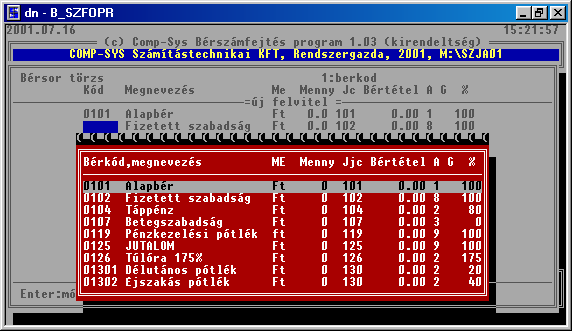 dn - B_SZFOPR
2001.07.16 15:21:57
(c) Comp-Sys Bérszámfejtés program 1.03 (kirendeltség)
COMP-SYS Számítástechnikai KFT, Rendszergazda, 2001, M:\SZJA01
Bérsor törzs 1:berkod
Kód Megnevezés Me Menny Jc Bértétel A G %
=új felvitel=
0101 Alapbér Ft 0.0 101 0.00 1 100
Fizetett szabadság Ft 0.0 102 0.00 8 100
Bérkód,megnevezés ME Menny Jjc Bértétel A G %
0101 Alapbér Ft 0 101 0.00 1 100
0102 Fizetett szabadság Ft 0 102 0.00 8 100
0104 Táppénz Ft 0 104 0.00 2 80
0107 Betegszabadság Ft 0 107 0.00 3 0
0119 Pénzkezelési pótlék ft 0 119 0.00 9 100
0125 JUTALOM Ft 0 125 0.00 9 100
0126 Túlóra 175% Ft 0 126 0.00 2 175
01301 Délutános pótlék Ft 0 130 0.00 2 20
01302 Éjszakás pótlék Ft 0 130 0.00 2 40
Enter:mó